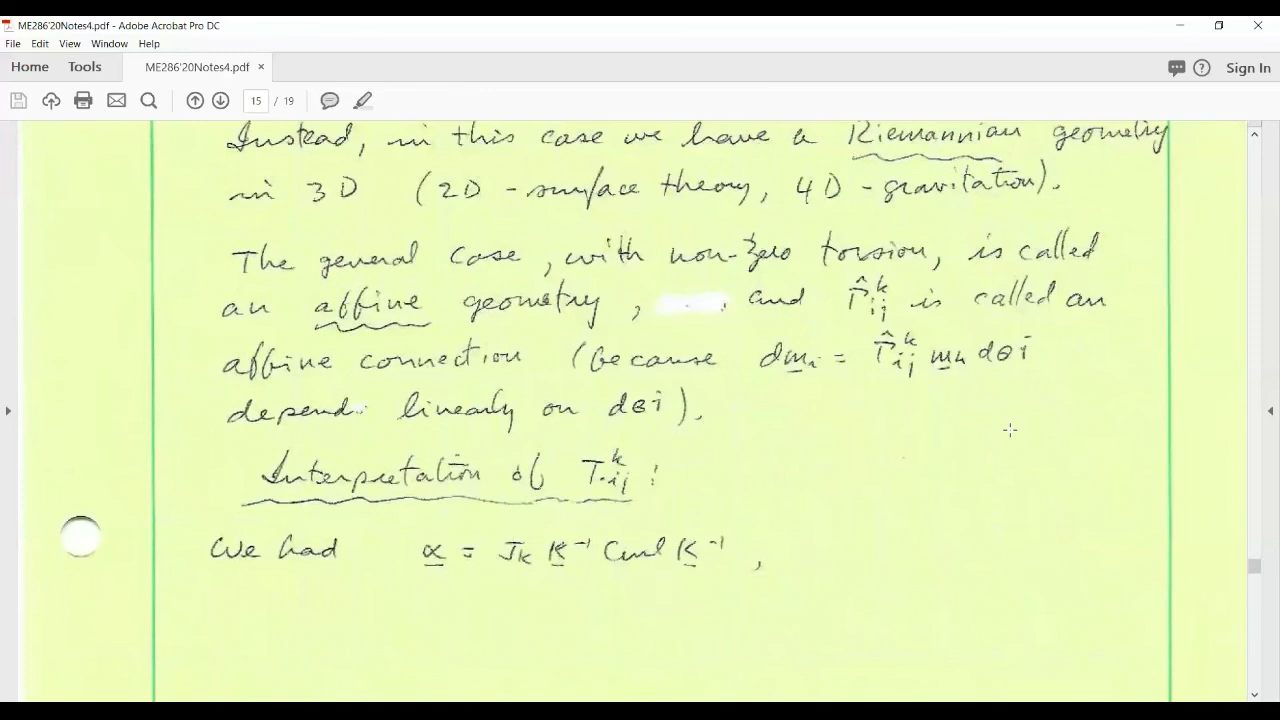 ME286'20Notes4.pdf - Adobe Acrobat Pro DC
File Edit View Window Help
Home Tools ME286'20Notes4.pdf × Sign In
15 / 19
Instead, in this case we have a Riemannian geometry
in 3D (2D - surface theory, 4D - gravitation).
The general case, with non-zero torsion, is called
an affine geometry, and Γ̂ᵏᵢⱼ is called an
affine connection (because dmᵢ = Γ̂ᵏᵢⱼ mₖ dθʲ
depend linearly on dθʲ).
Interpretation of T·ᵏᵢⱼ :
We had α = J_K K⁻¹ Curl K⁻¹ ,